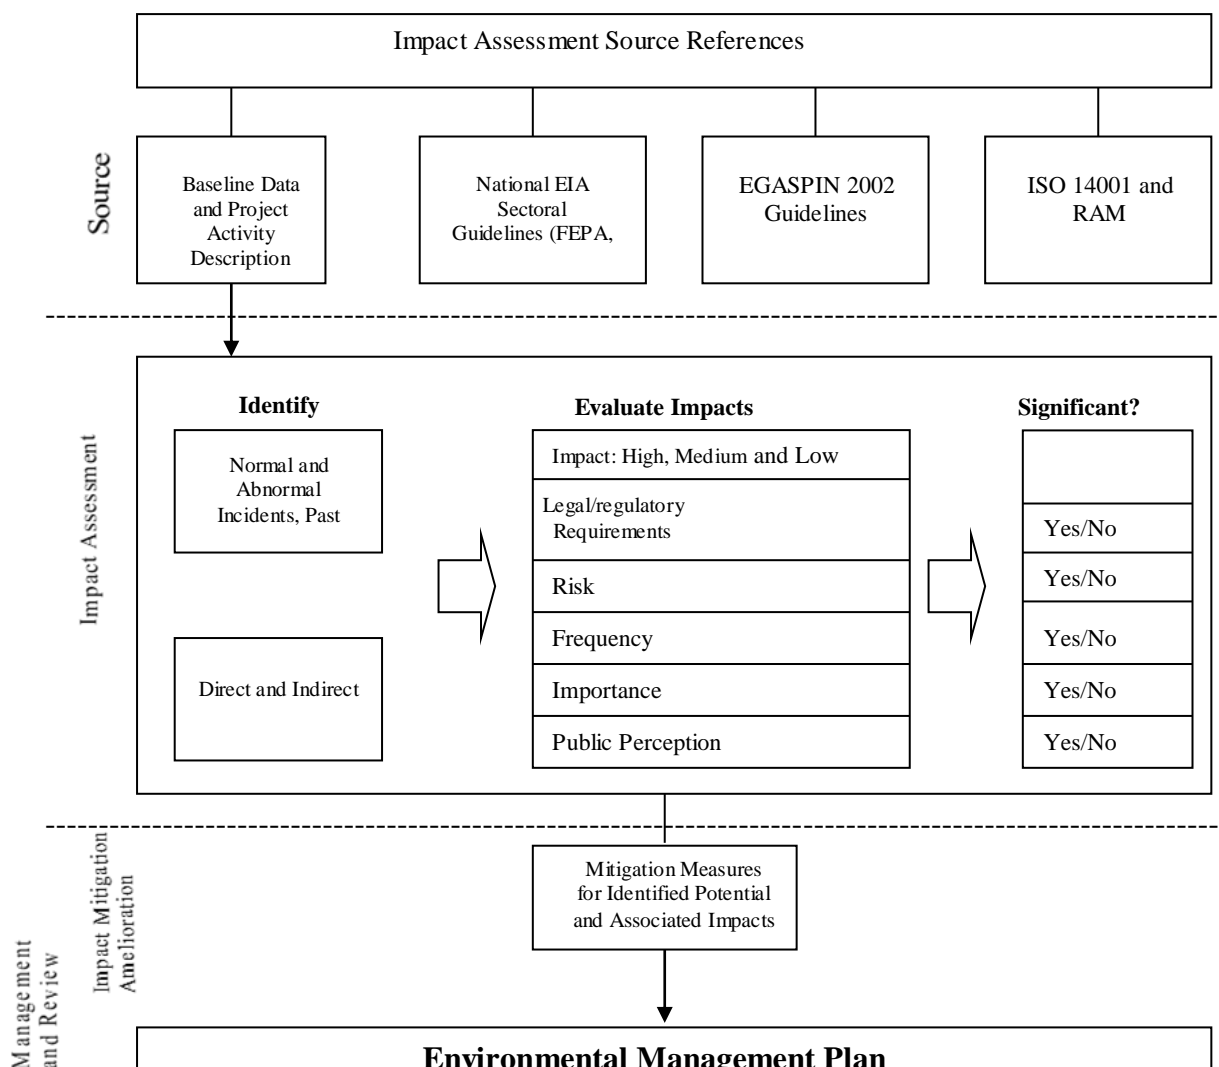 Impact Assessment Source References
Source
Baseline Data
and Project
Activity
Description
National EIA
Sectoral
Guidelines (FEPA,
EGASPIN 2002
Guidelines
ISO 14001 and
RAM
Impact Assessment
Identify
Normal and
Abnormal
Incidents, Past
Direct and Indirect
Evaluate Impacts
Impact: High, Medium and Low
Legal/regulatory
Requirements
Risk
Frequency
Importance
Public Perception
Significant?
Yes/No
Yes/No
Yes/No
Yes/No
Yes/No
Impact Mitigation
Amelioration
Mitigation Measures
for Identified Potential
and Associated Impacts
Management
and Review
Environmental Management Plan